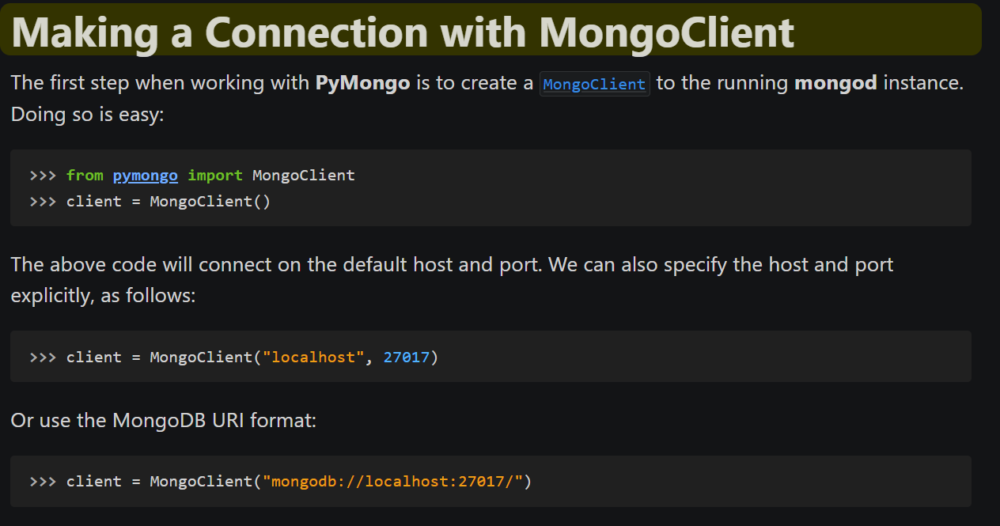 Making a Connection with MongoClient
The first step when working with PyMongo is to create a MongoClient to the running mongod instance.
Doing so is easy:
>>> from pymongo import MongoClient
>>> client = MongoClient()
The above code will connect on the default host and port. We can also specify the host and port
explicitly, as follows:
>>> client = MongoClient("localhost", 27017)
Or use the MongoDB URI format:
>>> client = MongoClient("mongodb://localhost:27017/")